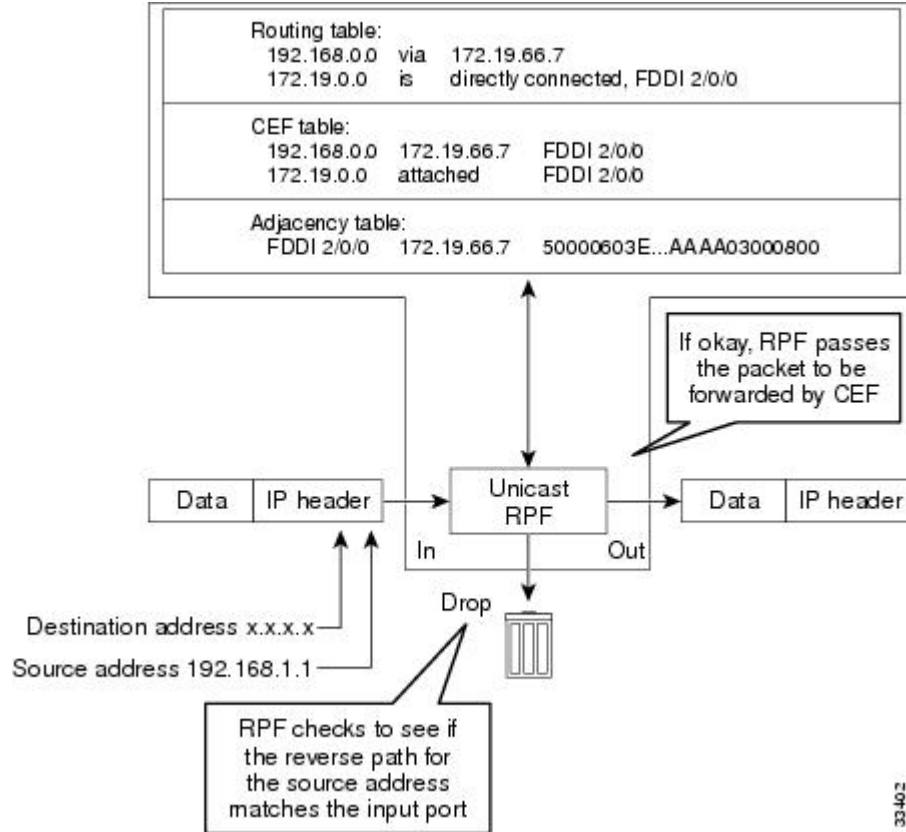 Routing table:
192.168.0.0 via 172.19.66.7
172.19.0.0 is directly connected, FDDI 2/0/0
CEF table:
192.168.0.0 172.19.66.7 FDDI 2/0/0
172.19.0.0 attached FDDI 2/0/0
Adjacency table:
FDDI 2/0/0 172.19.66.7 50000603E...AAAA03000800
If okay, RPF passes
the packet to be
forwarded by CEF
Data IP header
Unicast
RPF
Data IP header
In Out
Drop
Destination address x.x.x.x
Source address 192.168.1.1
RPF checks to see if
the reverse path for
the source address
matches the input port
33402